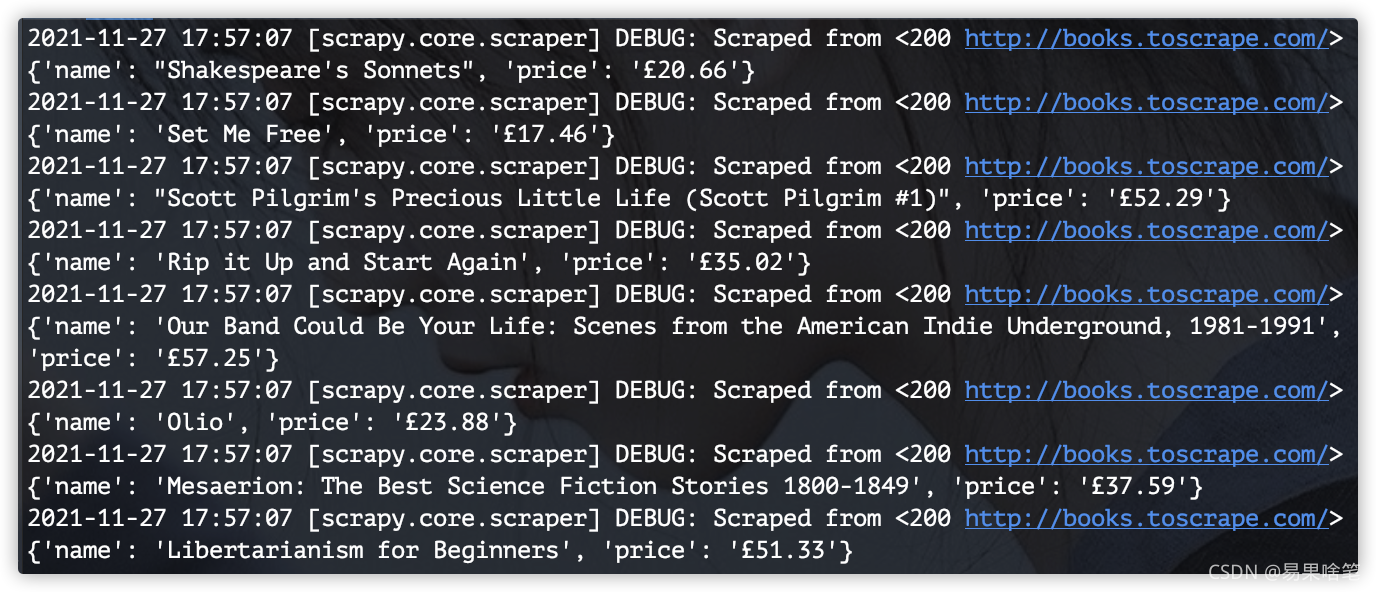 2021-11-27 17:57:07 [scrapy.core.scraper] DEBUG: Scraped from <200 http://books.toscrape.com/>
{'name': "Shakespeare's Sonnets", 'price': '£20.66'}
2021-11-27 17:57:07 [scrapy.core.scraper] DEBUG: Scraped from <200 http://books.toscrape.com/>
{'name': 'Set Me Free', 'price': '£17.46'}
2021-11-27 17:57:07 [scrapy.core.scraper] DEBUG: Scraped from <200 http://books.toscrape.com/>
{'name': "Scott Pilgrim's Precious Little Life (Scott Pilgrim #1)", 'price': '£52.29'}
2021-11-27 17:57:07 [scrapy.core.scraper] DEBUG: Scraped from <200 http://books.toscrape.com/>
{'name': 'Rip it Up and Start Again', 'price': '£35.02'}
2021-11-27 17:57:07 [scrapy.core.scraper] DEBUG: Scraped from <200 http://books.toscrape.com/>
{'name': 'Our Band Could Be Your Life: Scenes from the American Indie Underground, 1981-1991',
'price': '£57.25'}
2021-11-27 17:57:07 [scrapy.core.scraper] DEBUG: Scraped from <200 http://books.toscrape.com/>
{'name': 'Olio', 'price': '£23.88'}
2021-11-27 17:57:07 [scrapy.core.scraper] DEBUG: Scraped from <200 http://books.toscrape.com/>
{'name': 'Mesaerion: The Best Science Fiction Stories 1800-1849', 'price': '£37.59'}
2021-11-27 17:57:07 [scrapy.core.scraper] DEBUG: Scraped from <200 http://books.toscrape.com/>
{'name': 'Libertarianism for Beginners', 'price': '£51.33'}
CSDN @易果啥笔